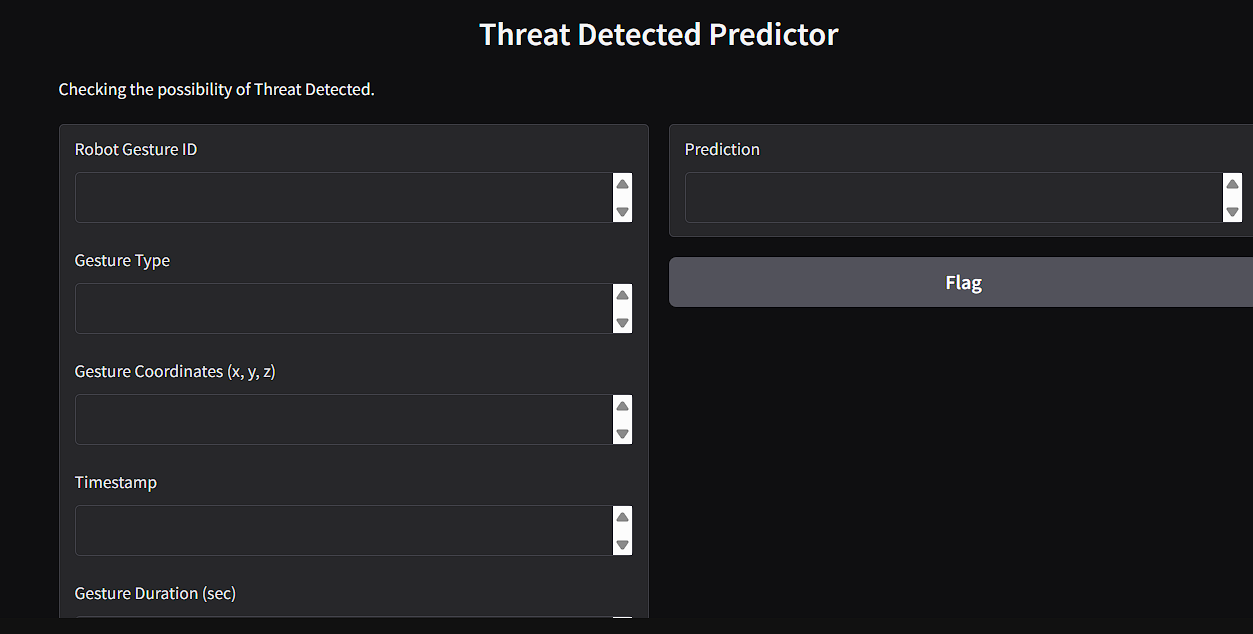 Threat Detected Predictor
Checking the possibility of Threat Detected.
Robot Gesture ID
Gesture Type
Gesture Coordinates (x, y, z)
Timestamp
Gesture Duration (sec)
Prediction
Flag